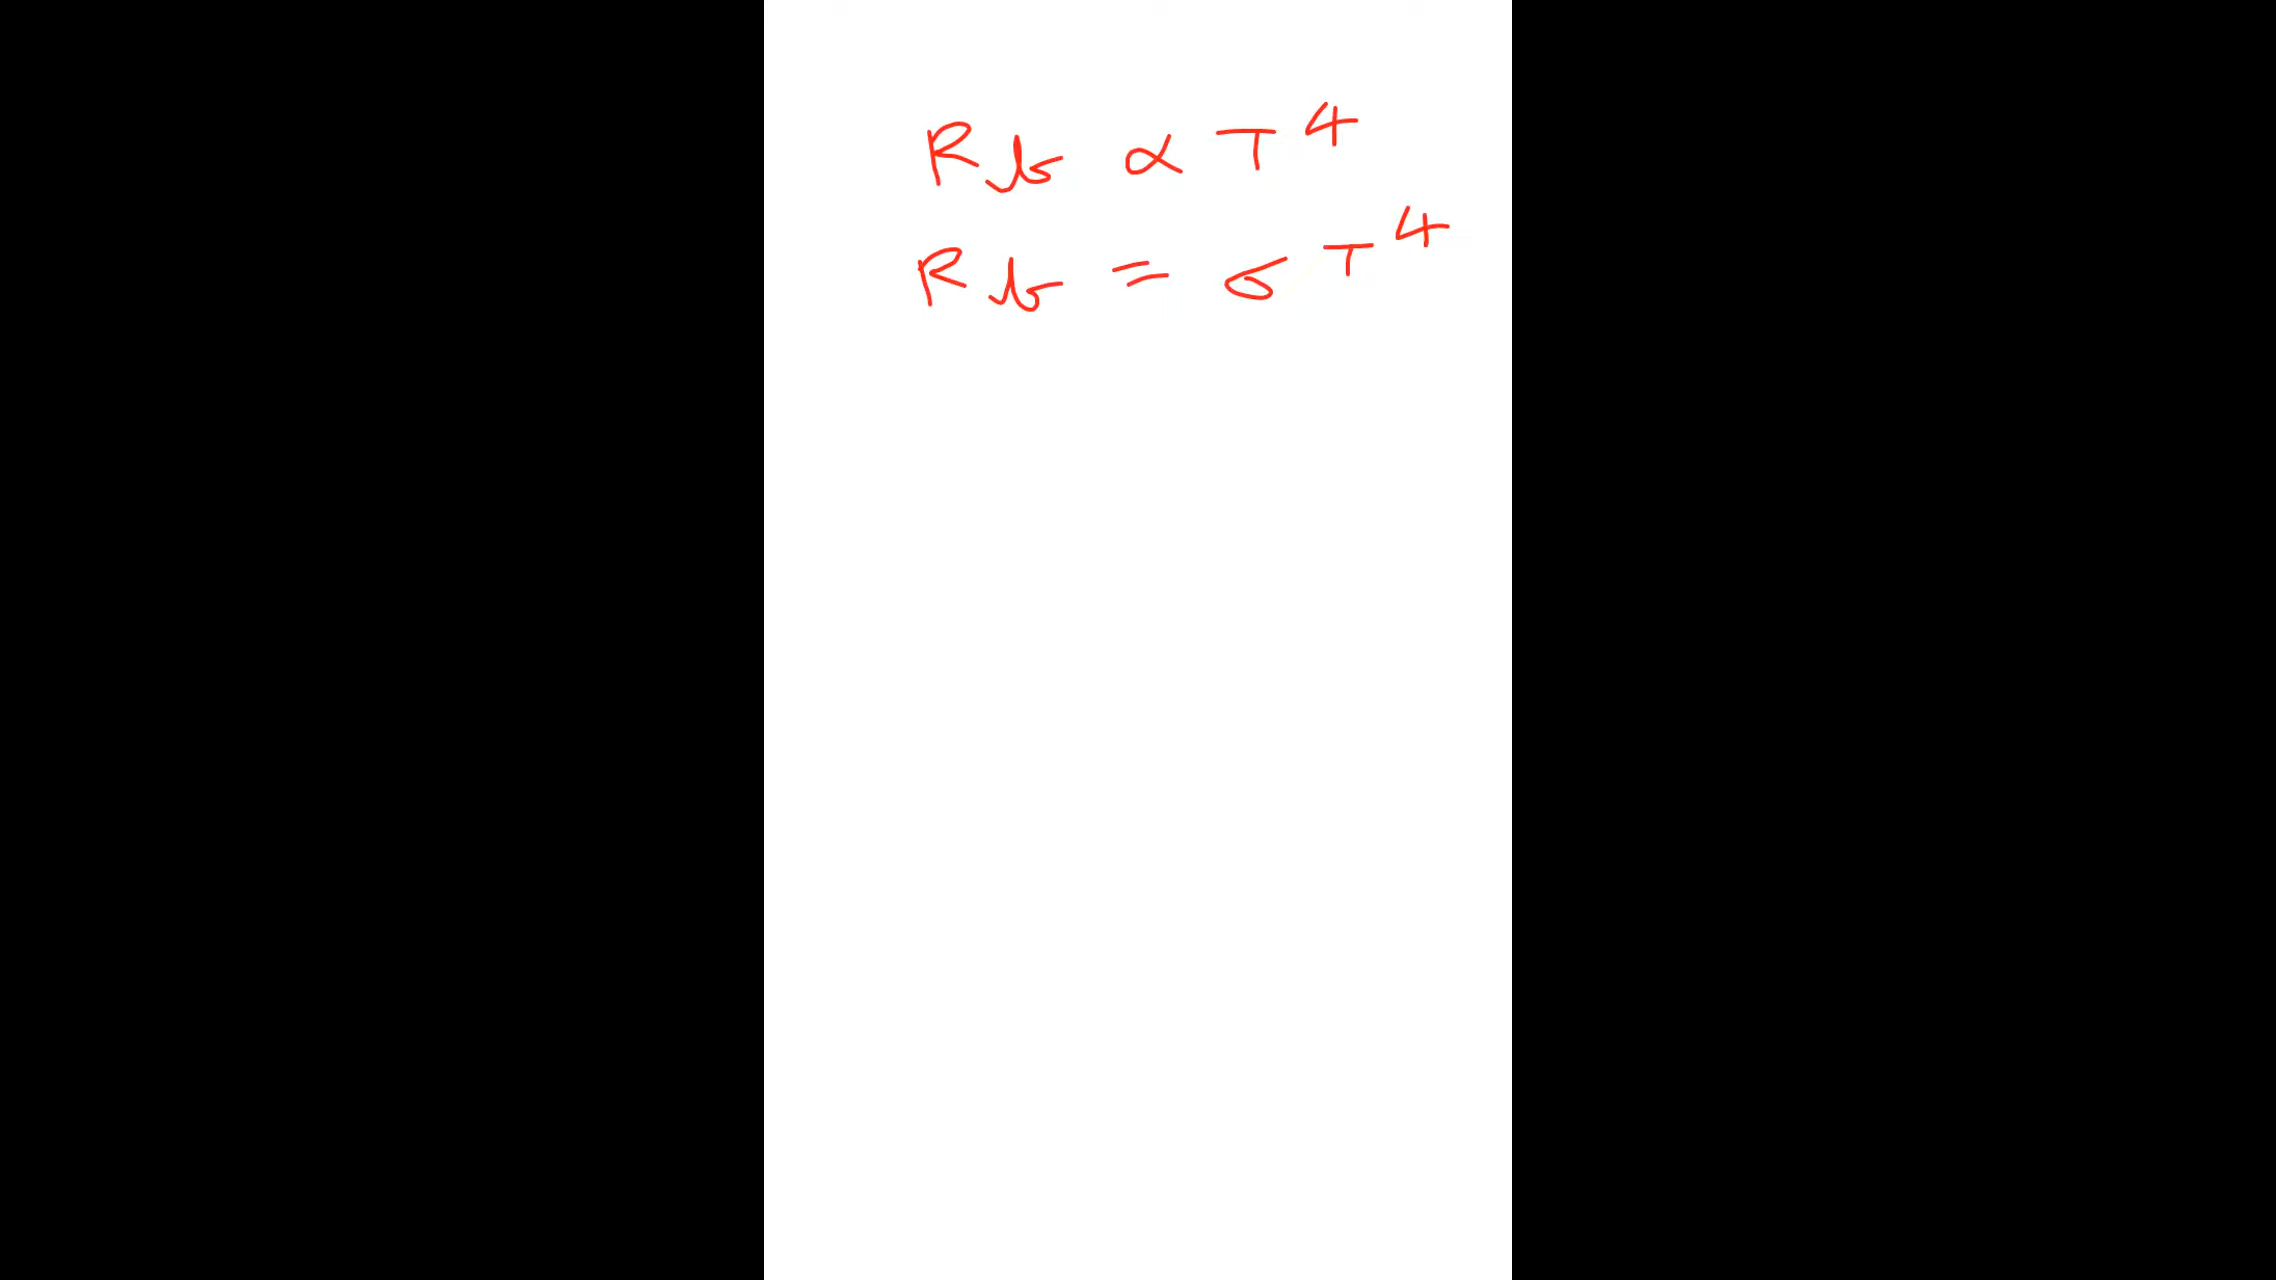 Rb ∝ T⁴
Rb = σ T⁴